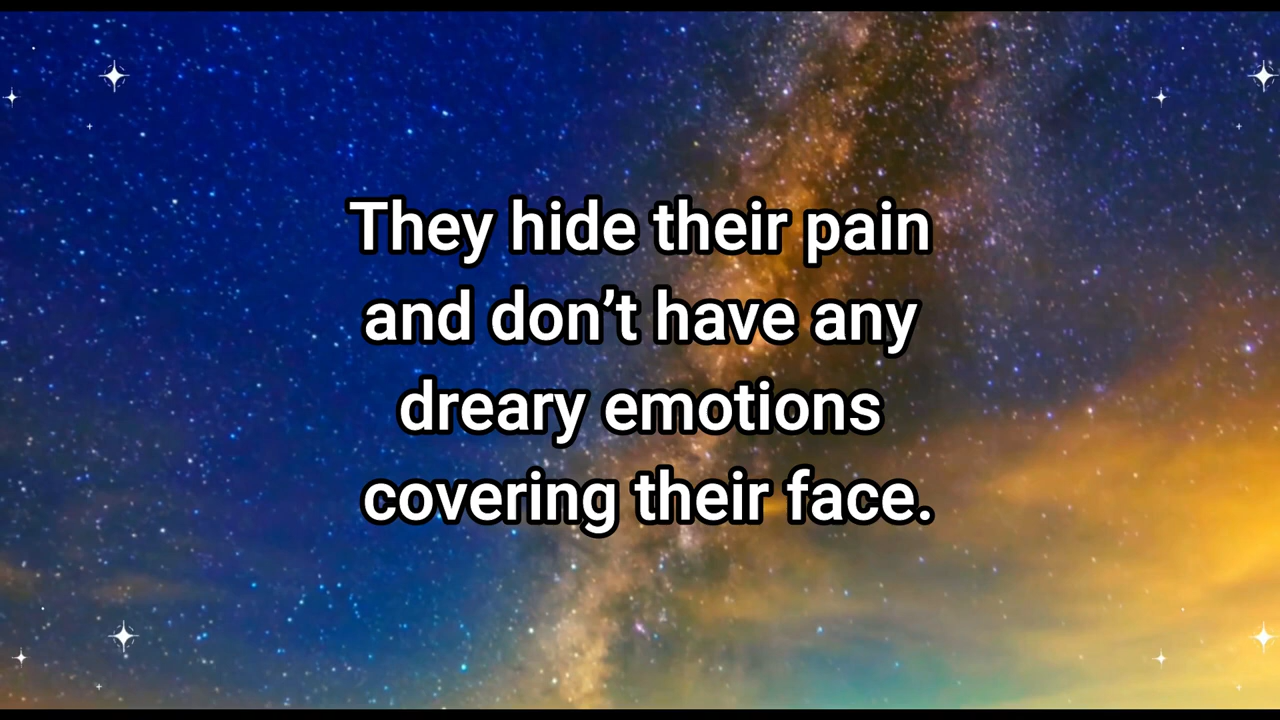 They hide their pain
and don’t have any
dreary emotions
covering their face.